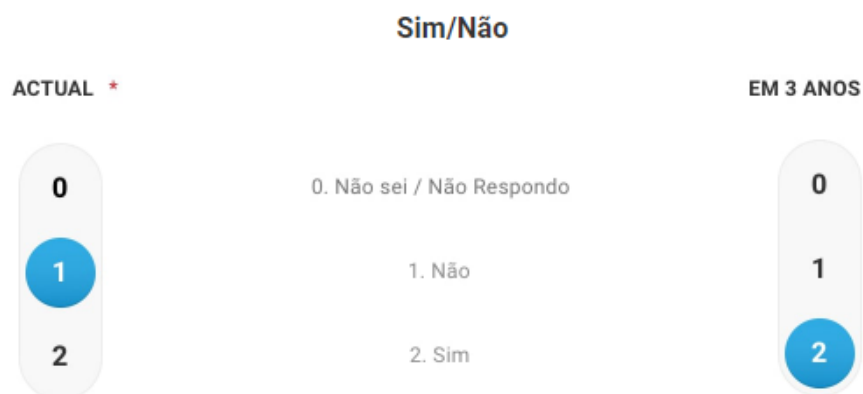 Sim/Não
ACTUAL * EM 3 ANOS
0 0. Não sei / Não Respondo 0
1 1. Não 1
2 2. Sim 2